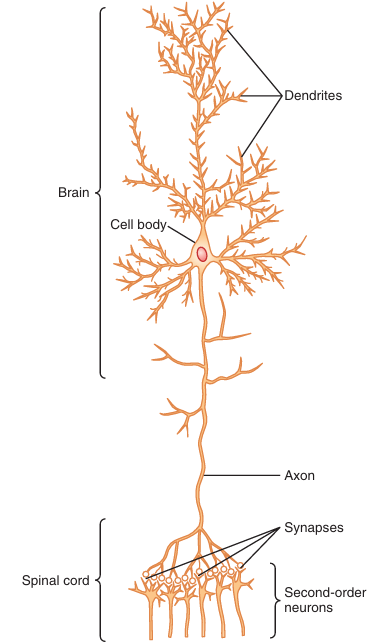 Dendrites
Brain
Cell body
Axon
Synapses
Spinal cord
Second-order
neurons